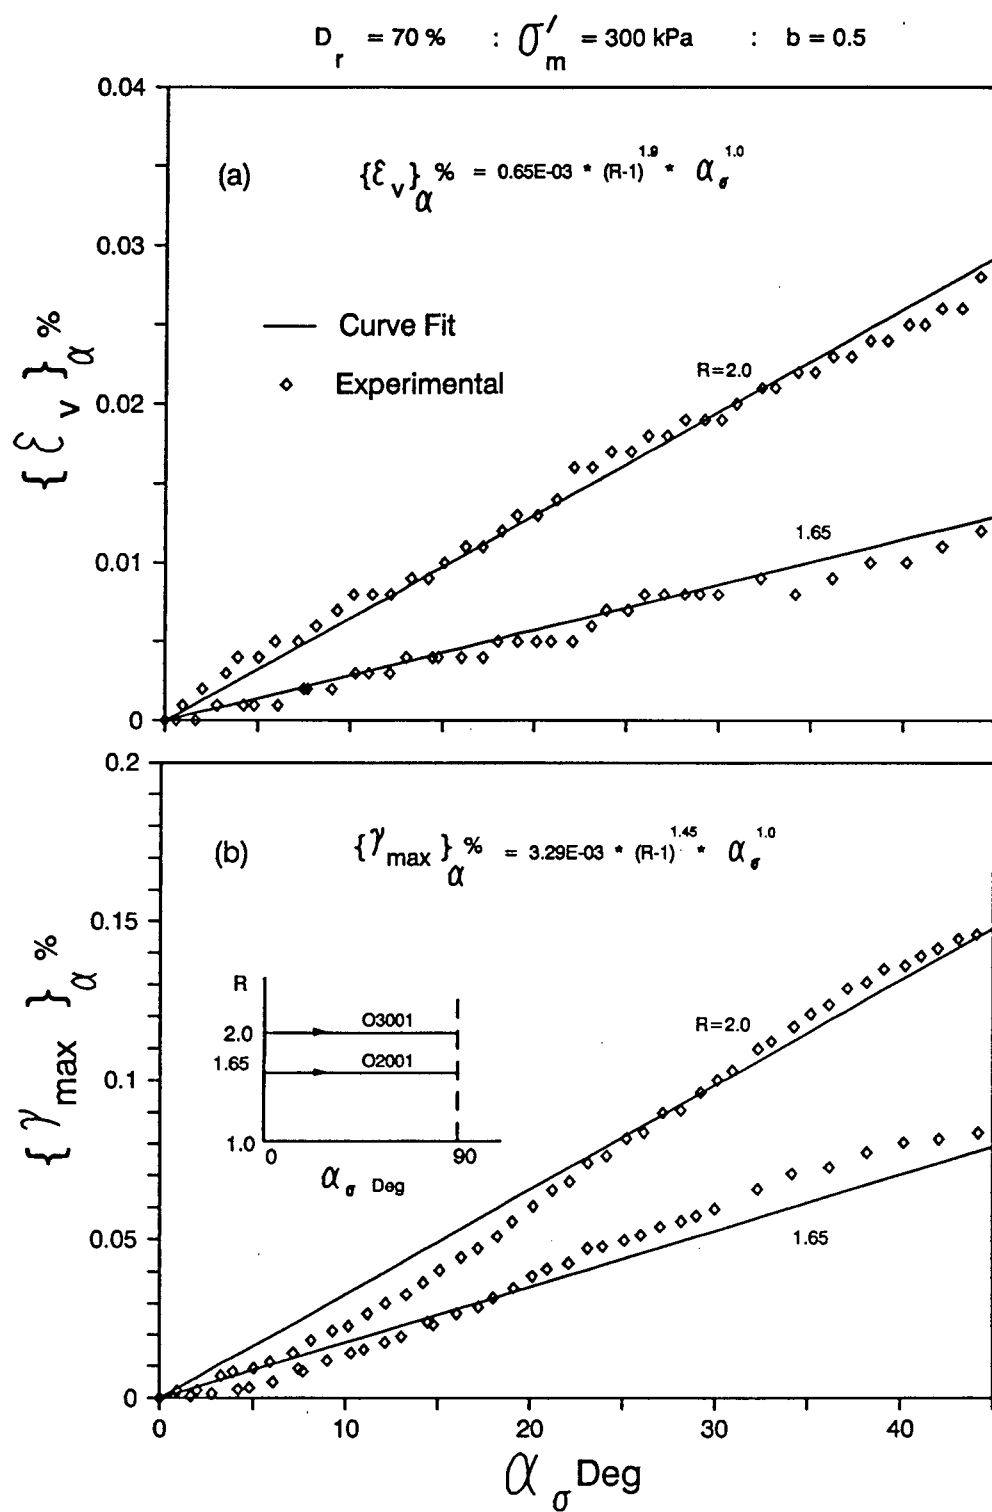 D_r = 70 % : σ′_m = 300 kPa : b = 0.5
0.04
(a) {ε_v}_α % = 0.65E-03 * (R-1)^1.9 * α_σ^1.0
0.03
Curve Fit
Experimental
{ε_v}_α %
R=2.0
0.02
1.65
0.01
0
0.2
(b) {γ_max}_α % = 3.29E-03 * (R-1)^1.45 * α_σ^1.0
0.15
{γ_max}_α %
R
2.0 O3001
1.65 O2001
1.0
0 90
α_σ Deg
R=2.0
0.1
0.05
1.65
0
0 10 20 30 40
α_σ Deg